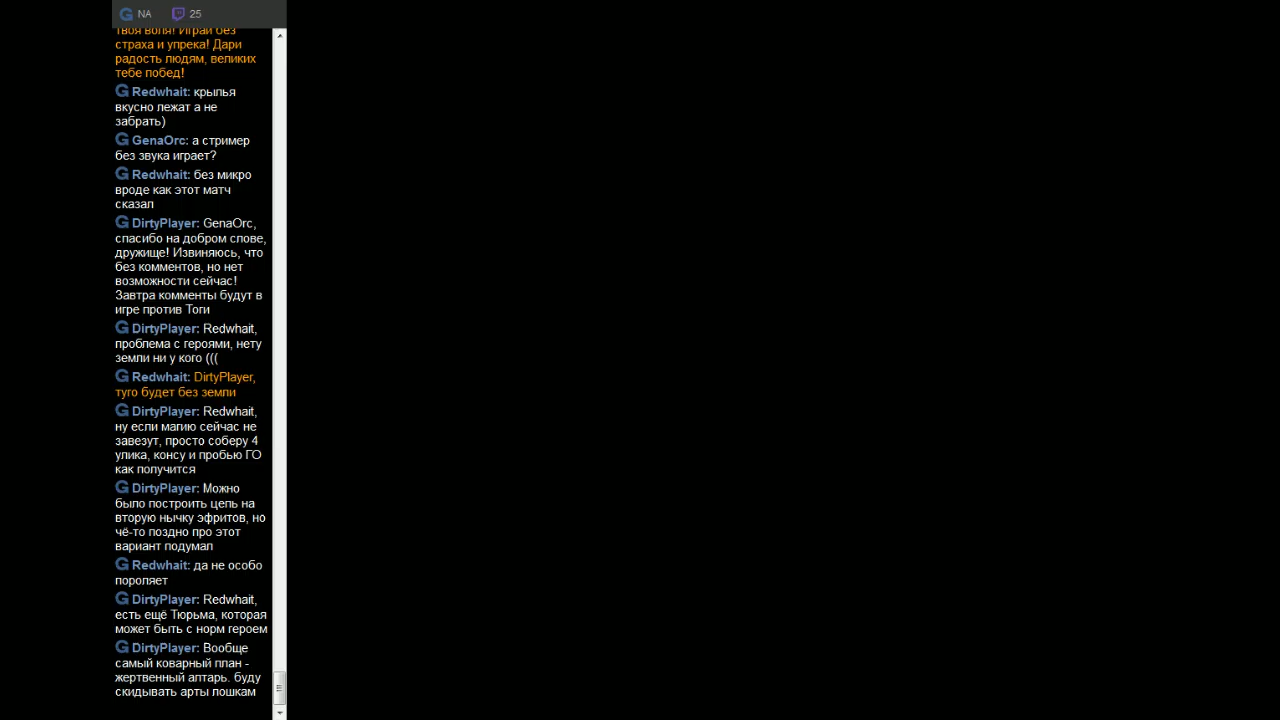 NA 25
твоя воля! Играй без
страха и упрека! Дари
радость людям, великих
тебе побед!
Redwhait: крылья
вкусно лежат а не
забрать)
GenaOrc: а стример
без звука играет?
Redwhait: без микро
вроде как этот матч
сказал
DirtyPlayer: GenaOrc,
спасибо на добром слове,
дружище! Извиняюсь, что
без комментов, но нет
возможности сейчас!
Завтра комменты будут в
игре против Тоги
DirtyPlayer: Redwhait,
проблема с героями, нету
земли ни у кого (((
Redwhait: DirtyPlayer,
туго будет без земли
DirtyPlayer: Redwhait,
ну если магию сейчас не
завезут, просто соберу 4
улика, консу и пробью ГО
как получится
DirtyPlayer: Можно
было построить цепь на
вторую нычку эфритов, но
чё-то поздно про этот
вариант подумал
Redwhait: да не особо
пороляет
DirtyPlayer: Redwhait,
есть ещё Тюрьма, которая
может быть с норм героем
DirtyPlayer: Вообще
самый коварный план -
жертвенный алтарь. буду
скидывать арты лошкам